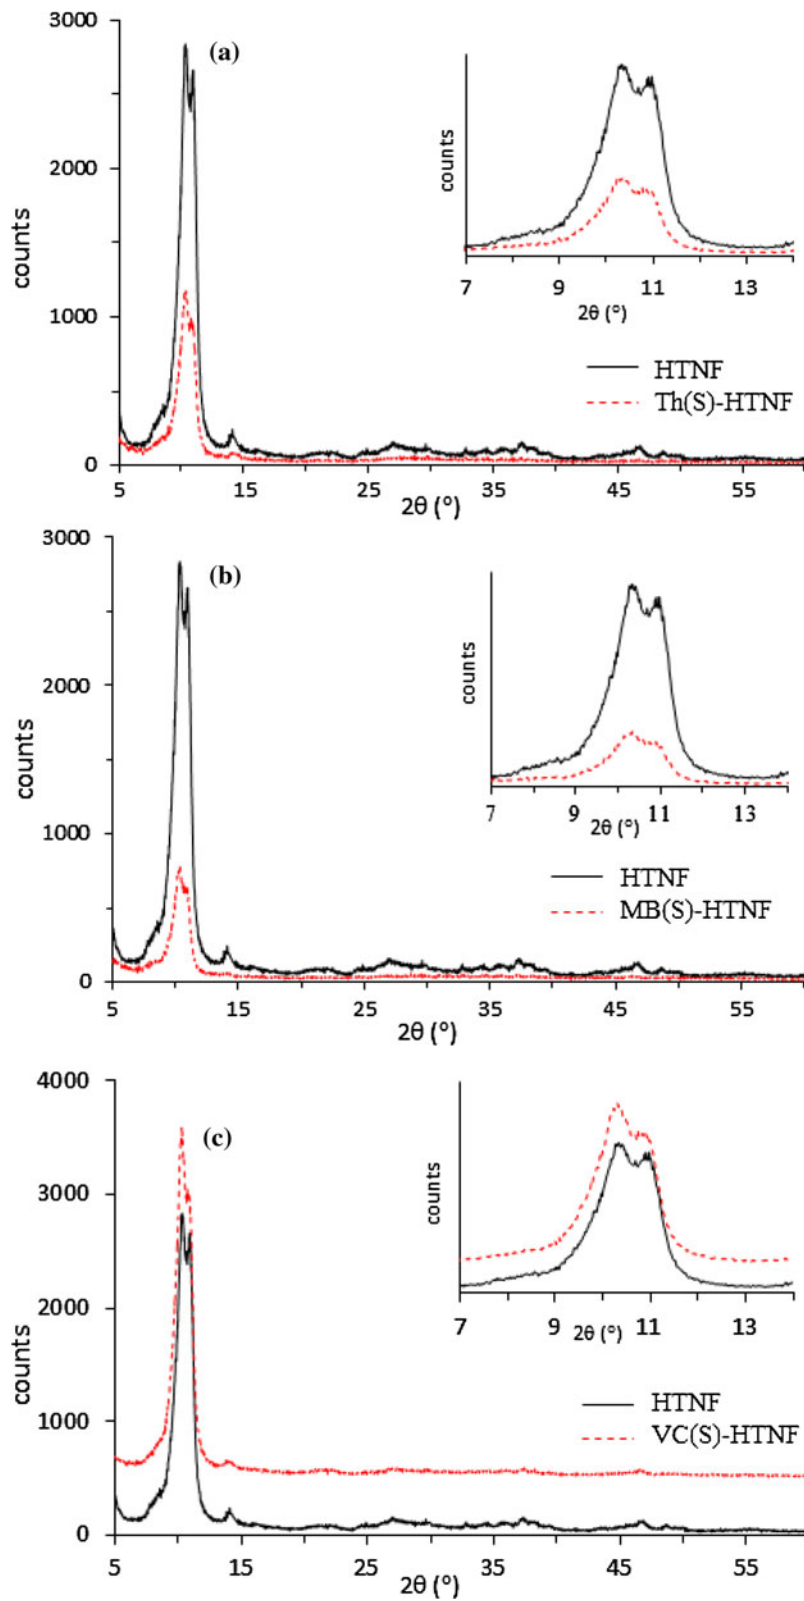 3000
(a)
2000
counts
1000
0
5
15
25
35
45
55
2θ (°)
counts
7
9
11
13
2θ (°)
HTNF
Th(S)-HTNF
3000
(b)
2000
counts
1000
0
5
15
25
35
45
55
2θ (°)
counts
7
9
11
13
2θ (°)
HTNF
MB(S)-HTNF
4000
(c)
3000
counts
2000
1000
0
5
15
25
35
45
55
2θ (°)
counts
7
9
11
13
2θ (°)
HTNF
VC(S)-HTNF